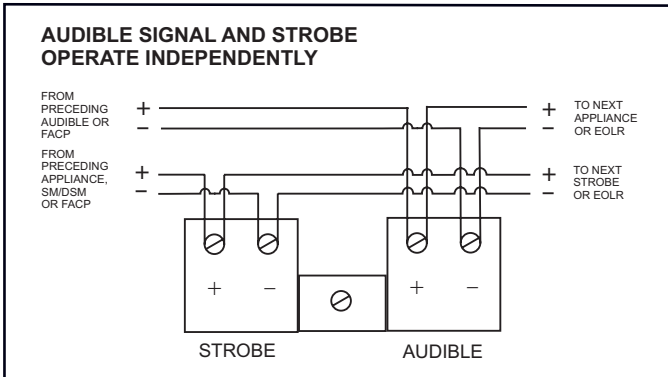 AUDIBLE SIGNAL AND STROBE
OPERATE INDEPENDENTLY
FROM
PRECEDING
AUDIBLE OR
FACP
+
−
+
−
TO NEXT
APPLIANCE
OR EOLR
FROM
PRECEDING
APPLIANCE,
SM/DSM
OR FACP
+
−
+
−
TO NEXT
STROBE
OR EOLR
+ −
+ −
STROBE
AUDIBLE